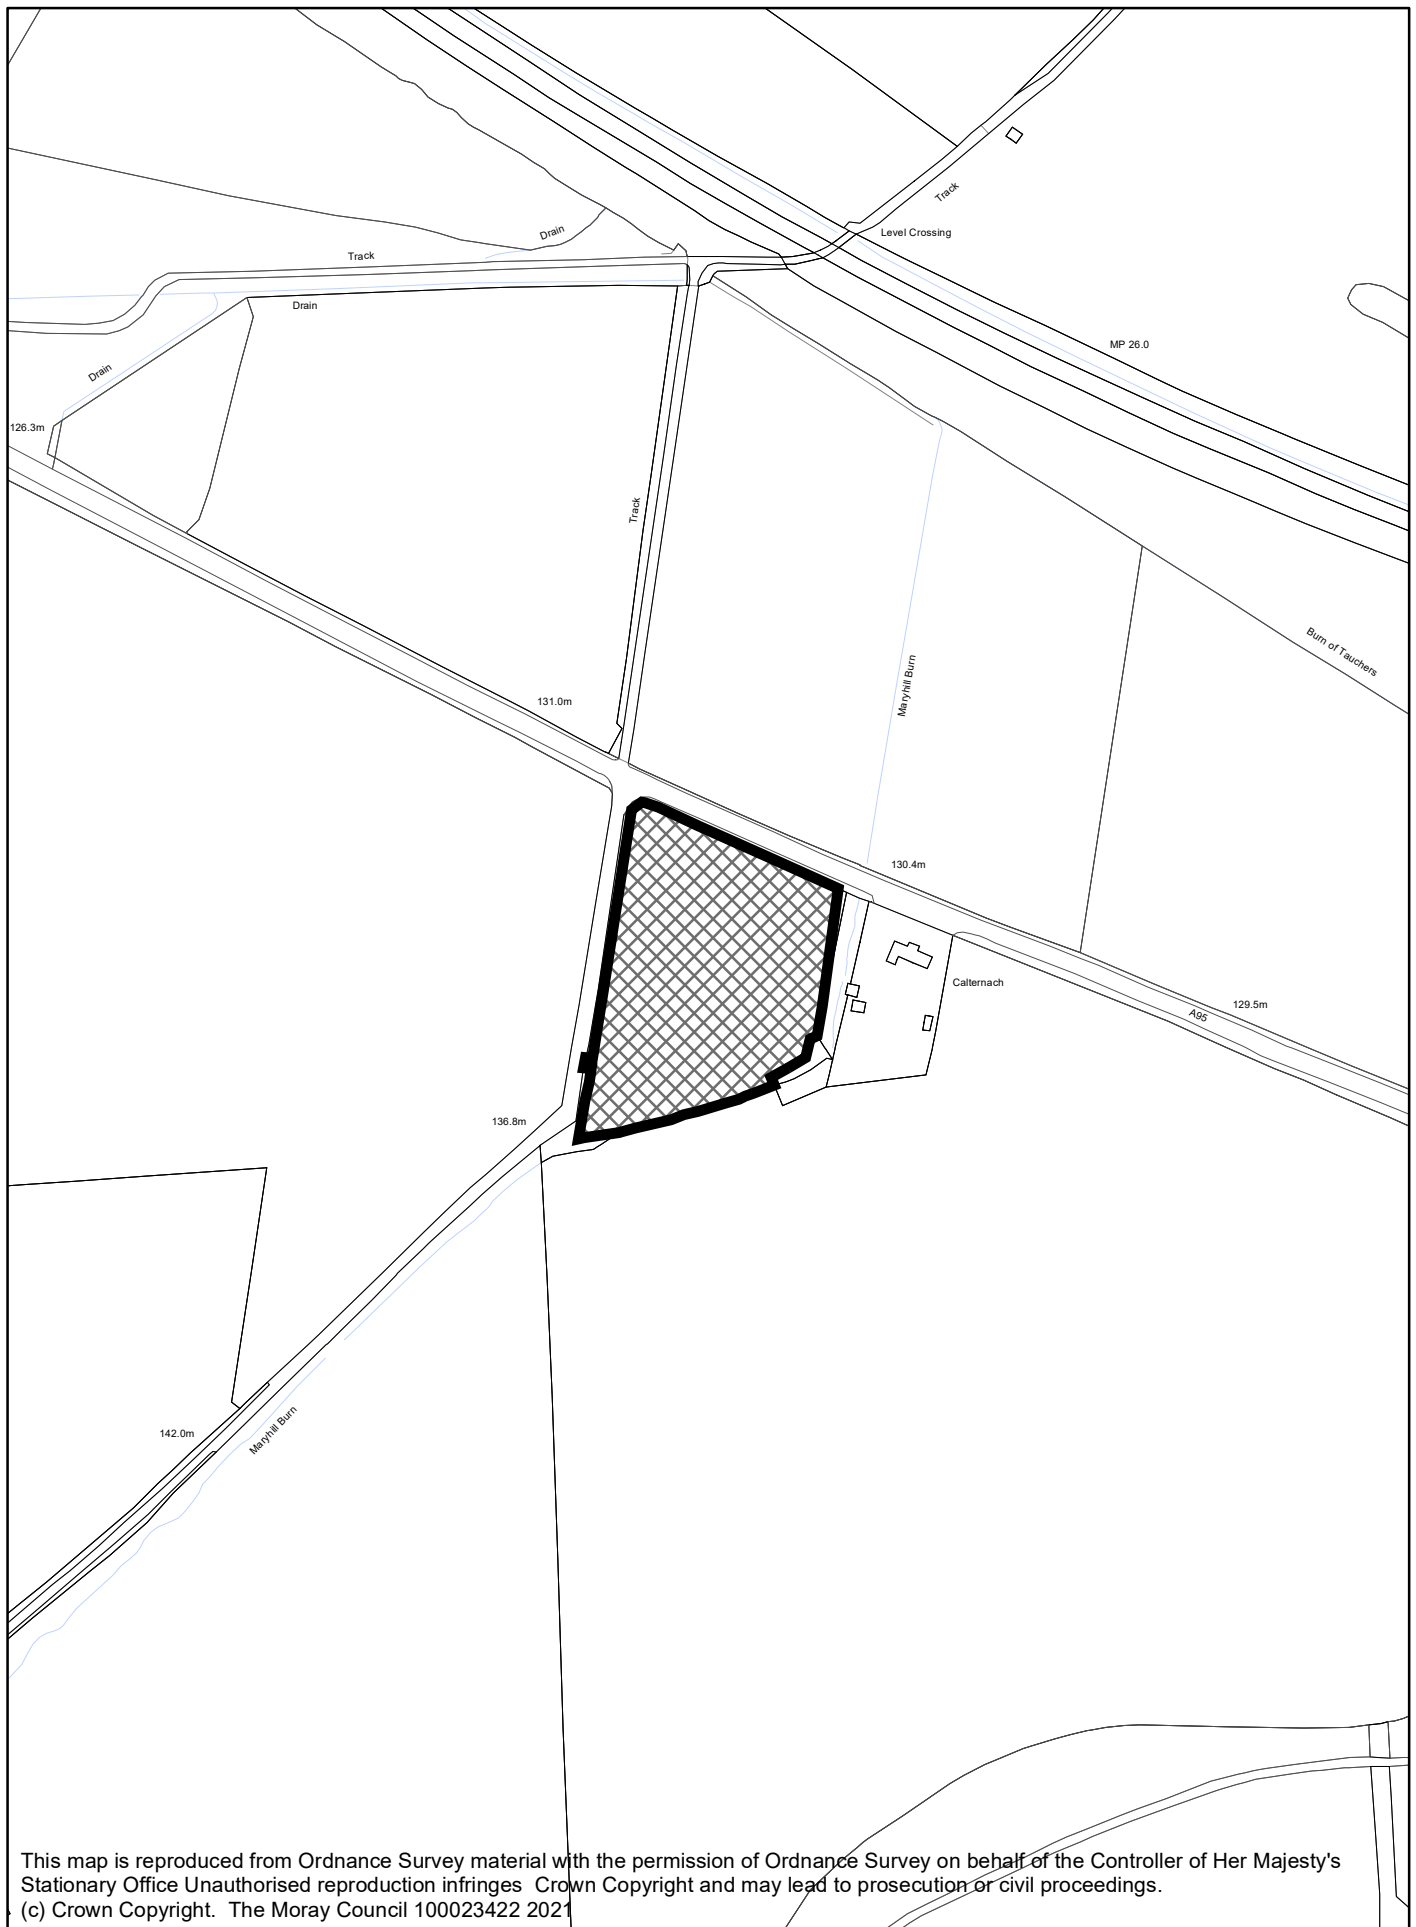 Track
Level Crossing
Drain
Track
Drain
MP 26.0
Drain
126.3m
Track
Burn of Tauchers
Maryhill Burn
131.0m
130.4m
Calternach
129.5m
A95
136.8m
142.0m
Maryhill Burn
This map is reproduced from Ordnance Survey material with the permission of Ordnance Survey on behalf of the Controller of Her Majesty's
Stationary Office Unauthorised reproduction infringes Crown Copyright and may lead to prosecution or civil proceedings.
(c) Crown Copyright. The Moray Council 100023422 2021